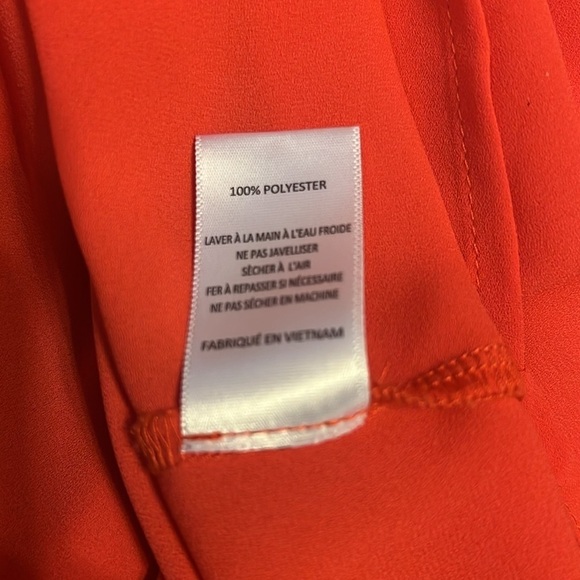 100% POLYESTER
LAVER À LA MAIN À L'EAU FROIDE
NE PAS JAVELLISER
SÈCHER À L'AIR
FER À REPASSER SI NÉCESSAIRE
NE PAS SÉCHER EN MACHINE
FABRIQUÉ EN VIETNAM